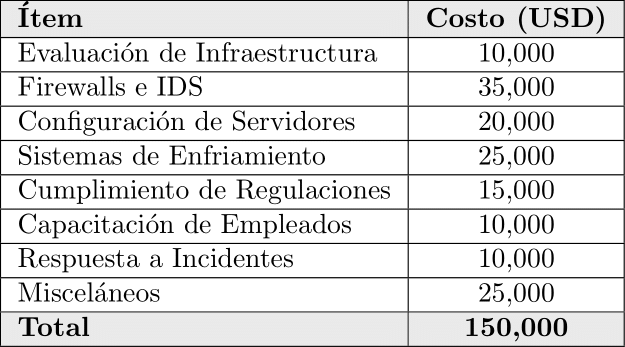 Ítem Costo (USD)
Evaluación de Infraestructura 10,000
Firewalls e IDS 35,000
Configuración de Servidores 20,000
Sistemas de Enfriamiento 25,000
Cumplimiento de Regulaciones 15,000
Capacitación de Empleados 10,000
Respuesta a Incidentes 10,000
Misceláneos 25,000
Total 150,000